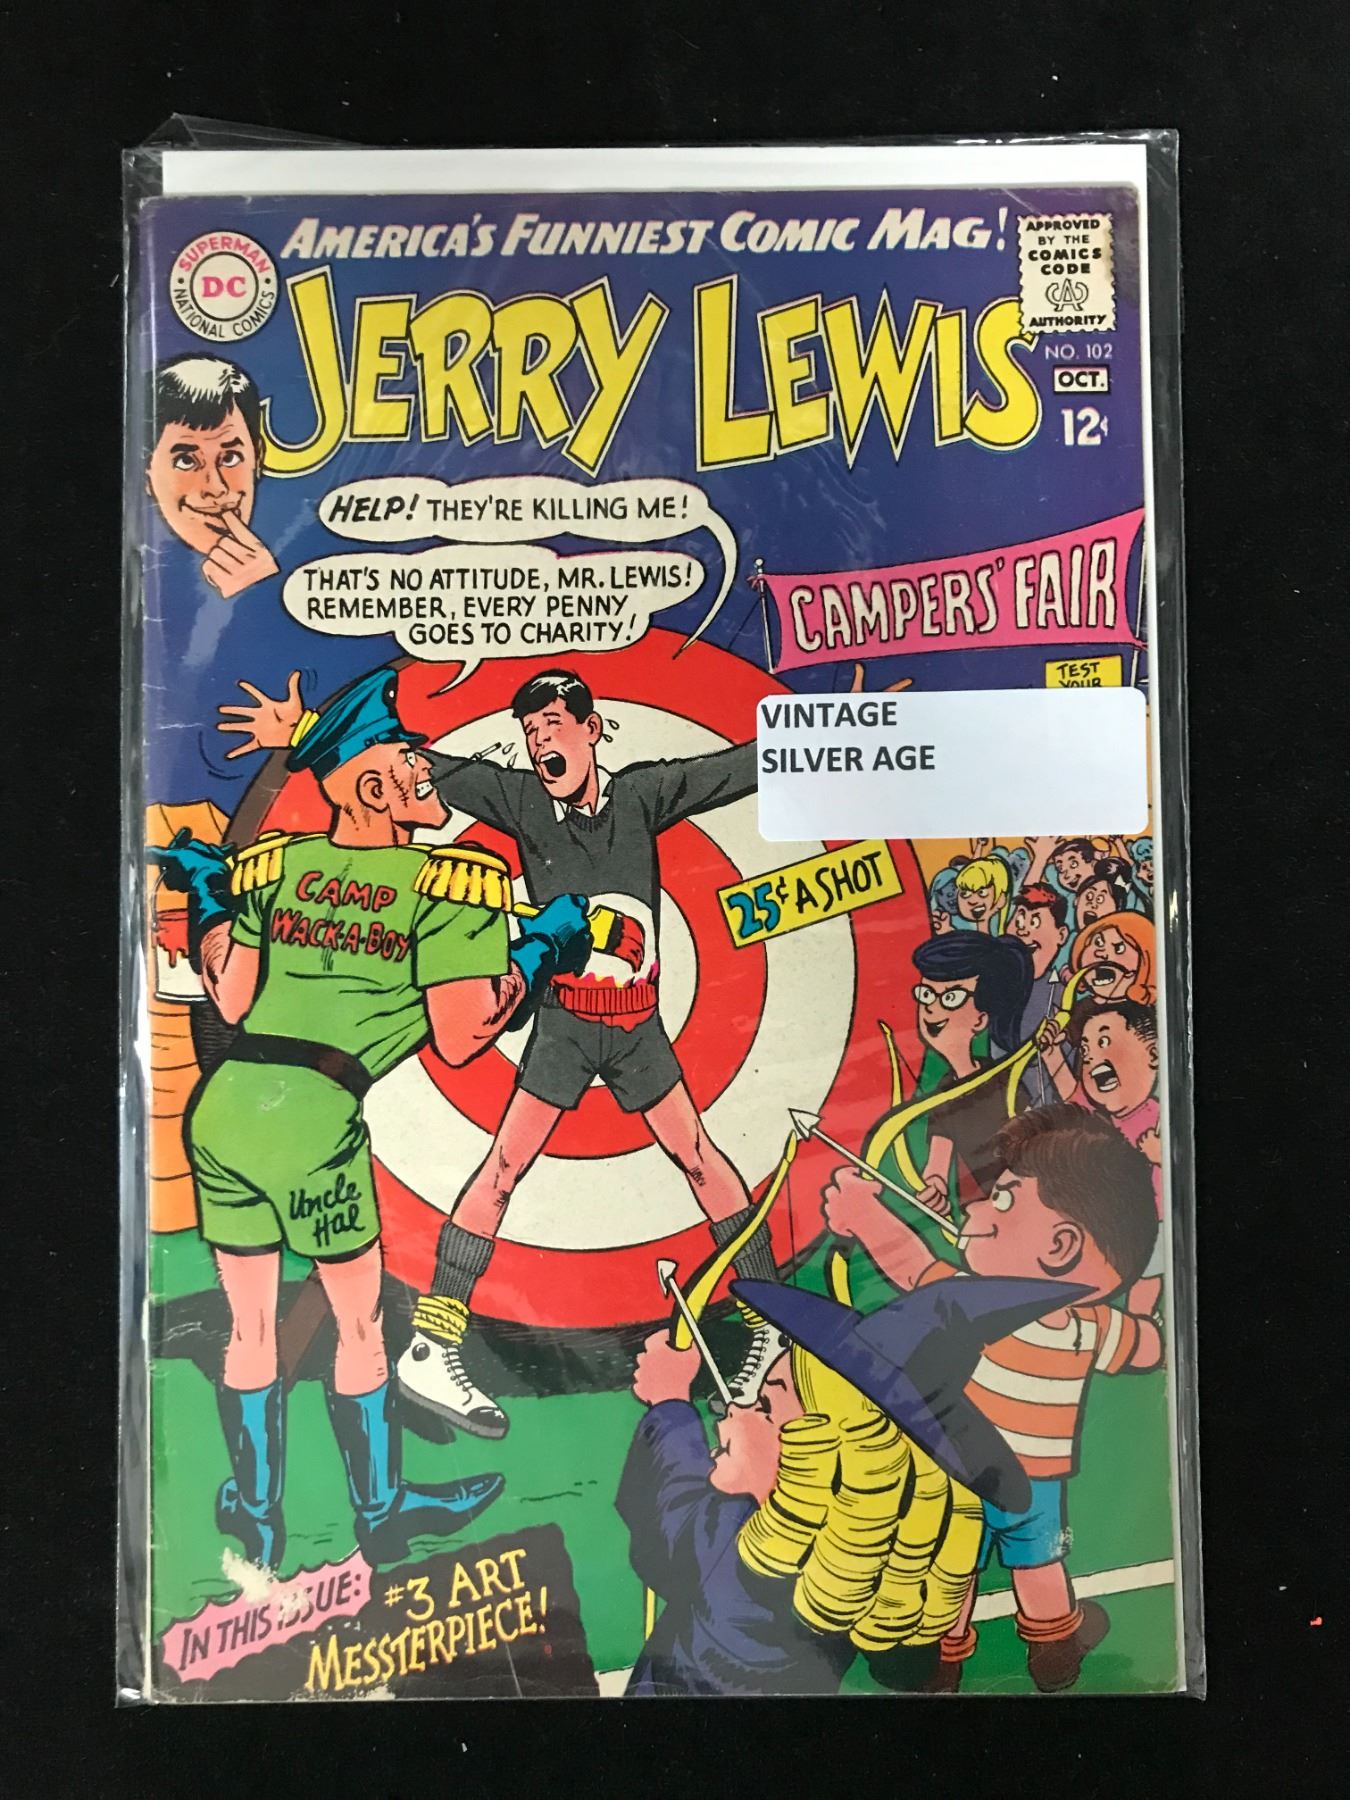 AMERICA'S FUNNIEST COMIC MAG!
SUPERMAN
DC
NATIONAL COMICS
JERRY LEWIS
APPROVED
BY THE
COMICS
CODE
CA
AUTHORITY
NO. 102
OCT.
12¢
HELP! THEY'RE KILLING ME!
THAT'S NO ATTITUDE, MR. LEWIS!
REMEMBER, EVERY PENNY
GOES TO CHARITY!
CAMPERS' FAIR
TEST
YOUR
VINTAGE
SILVER AGE
25¢ A SHOT
CAMP
WACK-A-BOY
Uncle
Hal
IN THIS ISSUE:
#3 ART
MESSTERPIECE!